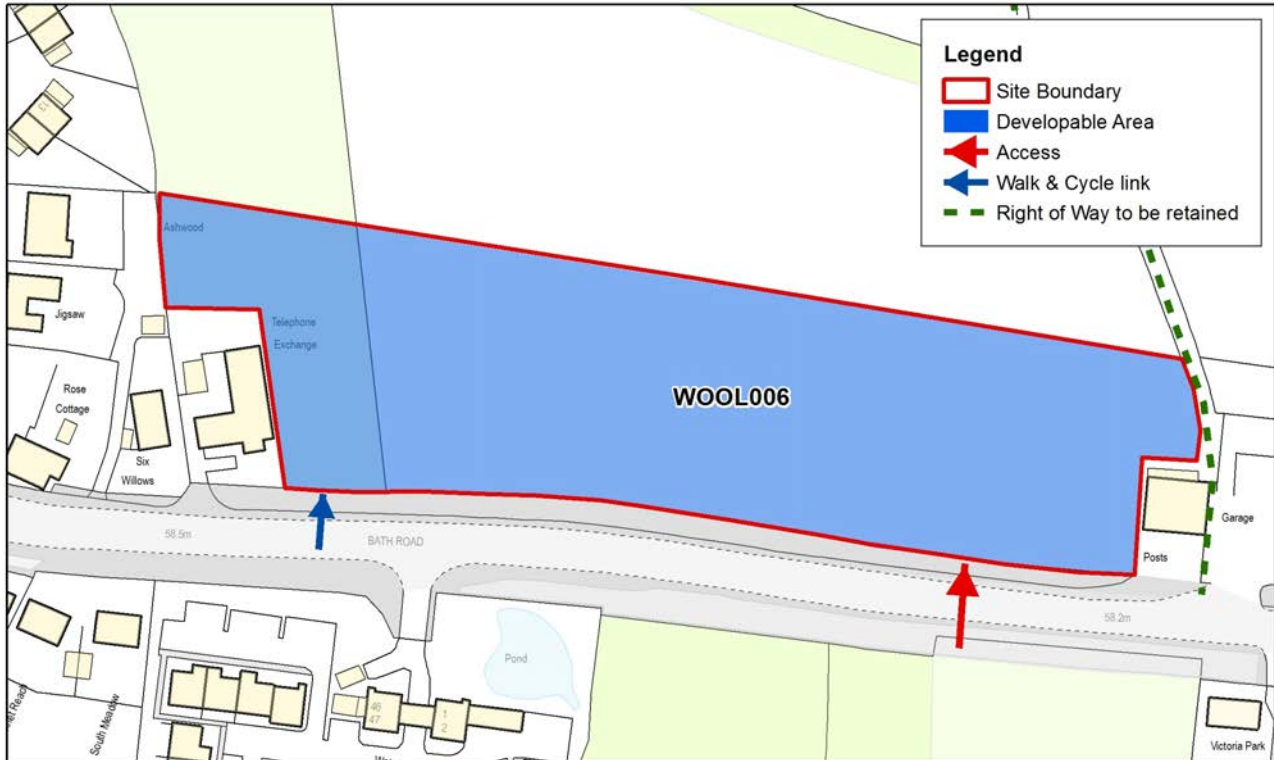 Legend
Site Boundary
Developable Area
Access
Walk & Cycle link
Right of Way to be retained
13
Ashwood
Jigsaw
Telephone
Exchange
Rose
Cottage
Six
Willows
WOOL006
Garage
Posts
58.5m
BATH ROAD
58.2m
Pond
46
47
1
2
South Meadow
Victoria Park